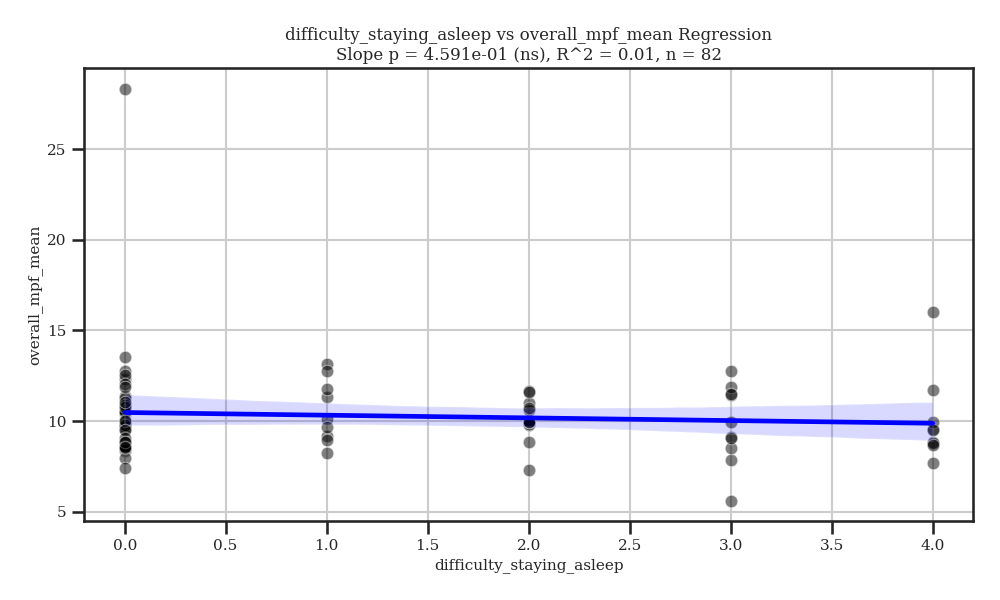 difficulty_staying_asleep vs overall_mpf_mean Regression
Slope p = 4.591e-01 (ns), R^2 = 0.01, n = 82
25
20
15
10
5
overall_mpf_mean
0.0 0.5 1.0 1.5 2.0 2.5 3.0 3.5 4.0
difficulty_staying_asleep